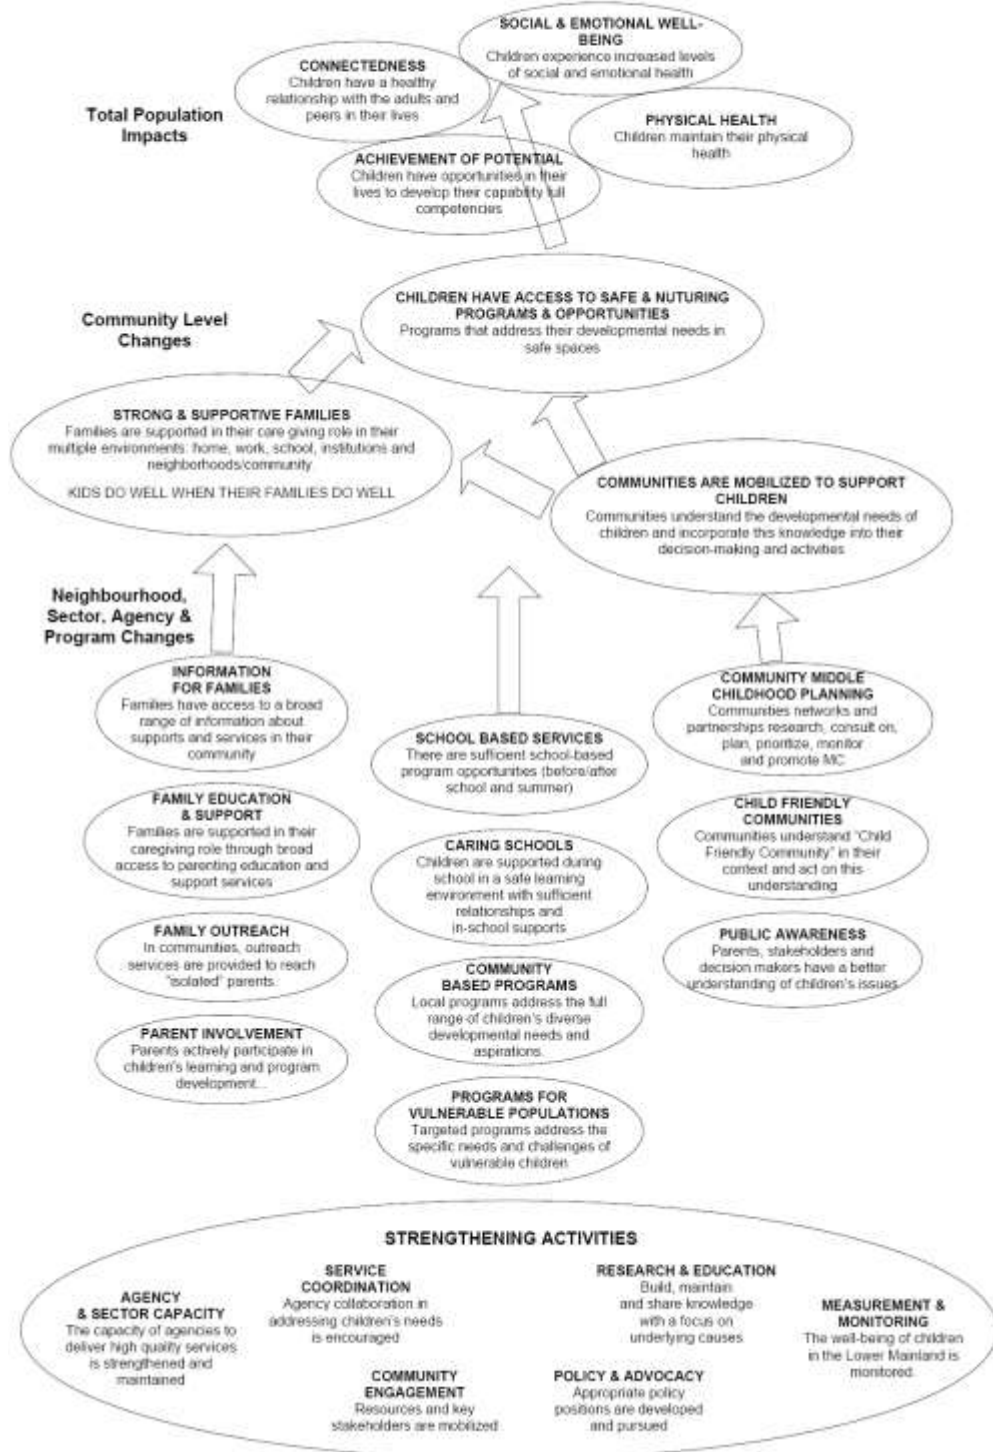 SOCIAL & EMOTIONAL WELL-
BEING
Children experience increased levels
of social and emotional health
CONNECTEDNESS
Children have a healthy
relationship with the adults and
peers in their lives
Total Population
Impacts
PHYSICAL HEALTH
Children maintain their physical
health
ACHIEVEMENT OF POTENTIAL
Children have opportunities in their
lives to develop their capability full
competencies
CHILDREN HAVE ACCESS TO SAFE & NUTURING
PROGRAMS & OPPORTUNITIES
Programs that address their developmental needs in
safe spaces
Community Level
Changes
STRONG & SUPPORTIVE FAMILIES
Families are supported in their care giving role in their
multiple environments: home, work, school, institutions and
neighborhoods/community
KIDS DO WELL WHEN THEIR FAMILIES DO WELL
COMMUNITIES ARE MOBILIZED TO SUPPORT
CHILDREN
Communities understand the developmental needs of
children and incorporate this knowledge into their
decision-making and activities
Neighbourhood,
Sector, Agency &
Program Changes
INFORMATION
FOR FAMILIES
Families have access to a broad
range of information about
supports and services in their
community
FAMILY EDUCATION
& SUPPORT
Families are supported in their
caregiving role through broad
access to parenting education and
support services
FAMILY OUTREACH
In communities, outreach
services are provided to reach
"isolated" parents.
PARENT INVOLVEMENT
Parents actively participate in
children's learning and program
development...
SCHOOL BASED SERVICES
There are sufficient school-based
program opportunities (before/after
school and summer)
CARING SCHOOLS
Children are supported during
school in a safe learning
environment with sufficient
relationships and
in-school supports
COMMUNITY
BASED PROGRAMS
Local programs address the full
range of children's diverse
developmental needs and
aspirations.
PROGRAMS FOR
VULNERABLE POPULATIONS
Targeted programs address the
specific needs and challenges of
vulnerable children
COMMUNITY MIDDLE
CHILDHOOD PLANNING
Communities networks and
partnerships research, consult on,
plan, prioritize, monitor
and promote MC
CHILD FRIENDLY
COMMUNITIES
Communities understand "Child
Friendly Community" in their
context and act on this
understanding
PUBLIC AWARENESS
Parents, stakeholders and
decision makers have a better
understanding of children's issues
STRENGTHENING ACTIVITIES
AGENCY
& SECTOR CAPACITY
The capacity of agencies to
deliver high quality services
is strengthened and
maintained
SERVICE
COORDINATION
Agency collaboration in
addressing children's needs
is encouraged
COMMUNITY
ENGAGEMENT
Resources and key
stakeholders are mobilized
RESEARCH & EDUCATION
Build, maintain
and share knowledge
with a focus on
underlying causes
POLICY & ADVOCACY
Appropriate policy
positions are developed
and pursued
MEASUREMENT &
MONITORING
The well-being of children
in the Lower Mainland is
monitored.